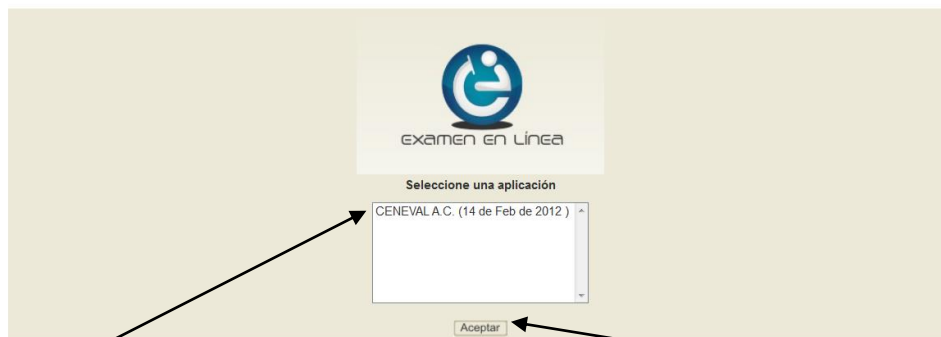 examen en Línea
Seleccione una aplicación
CENEVAL A.C. (14 de Feb de 2012 )
Aceptar